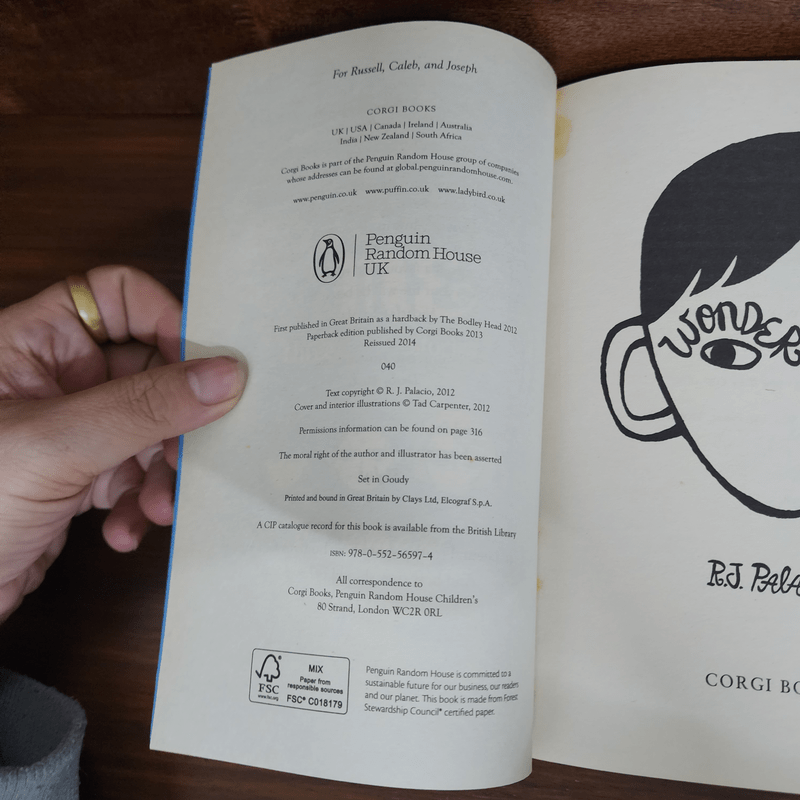 For Russell, Caleb, and Joseph
CORGI BOOKS
UK | USA | Canada | Ireland | Australia
India | New Zealand | South Africa
Corgi Books is part of the Penguin Random House group of companies
whose addresses can be found at global.penguinrandomhouse.com.
www.penguin.co.uk www.puffin.co.uk www.ladybird.co.uk
Penguin
Random House
UK
First published in Great Britain as a hardback by The Bodley Head 2012
Paperback edition published by Corgi Books 2013
Reissued 2014
040
Text copyright © R. J. Palacio, 2012
Cover and interior illustrations © Tad Carpenter, 2012
Permissions information can be found on page 316
The moral right of the author and illustrator has been asserted
Set in Goudy
Printed and bound in Great Britain by Clays Ltd, Elcograf S.p.A.
A CIP catalogue record for this book is available from the British Library
ISBN: 978-0-552-56597-4
All correspondence to
Corgi Books, Penguin Random House Children's
80 Strand, London WC2R 0RL
FSC
www.fsc.org
MIX
Paper from
responsible sources
FSC® C018179
Penguin Random House is committed to a
sustainable future for our business, our readers
and our planet. This book is made from Forest
Stewardship Council® certified paper.
WONDER
R.J. PALA
CORGI BO